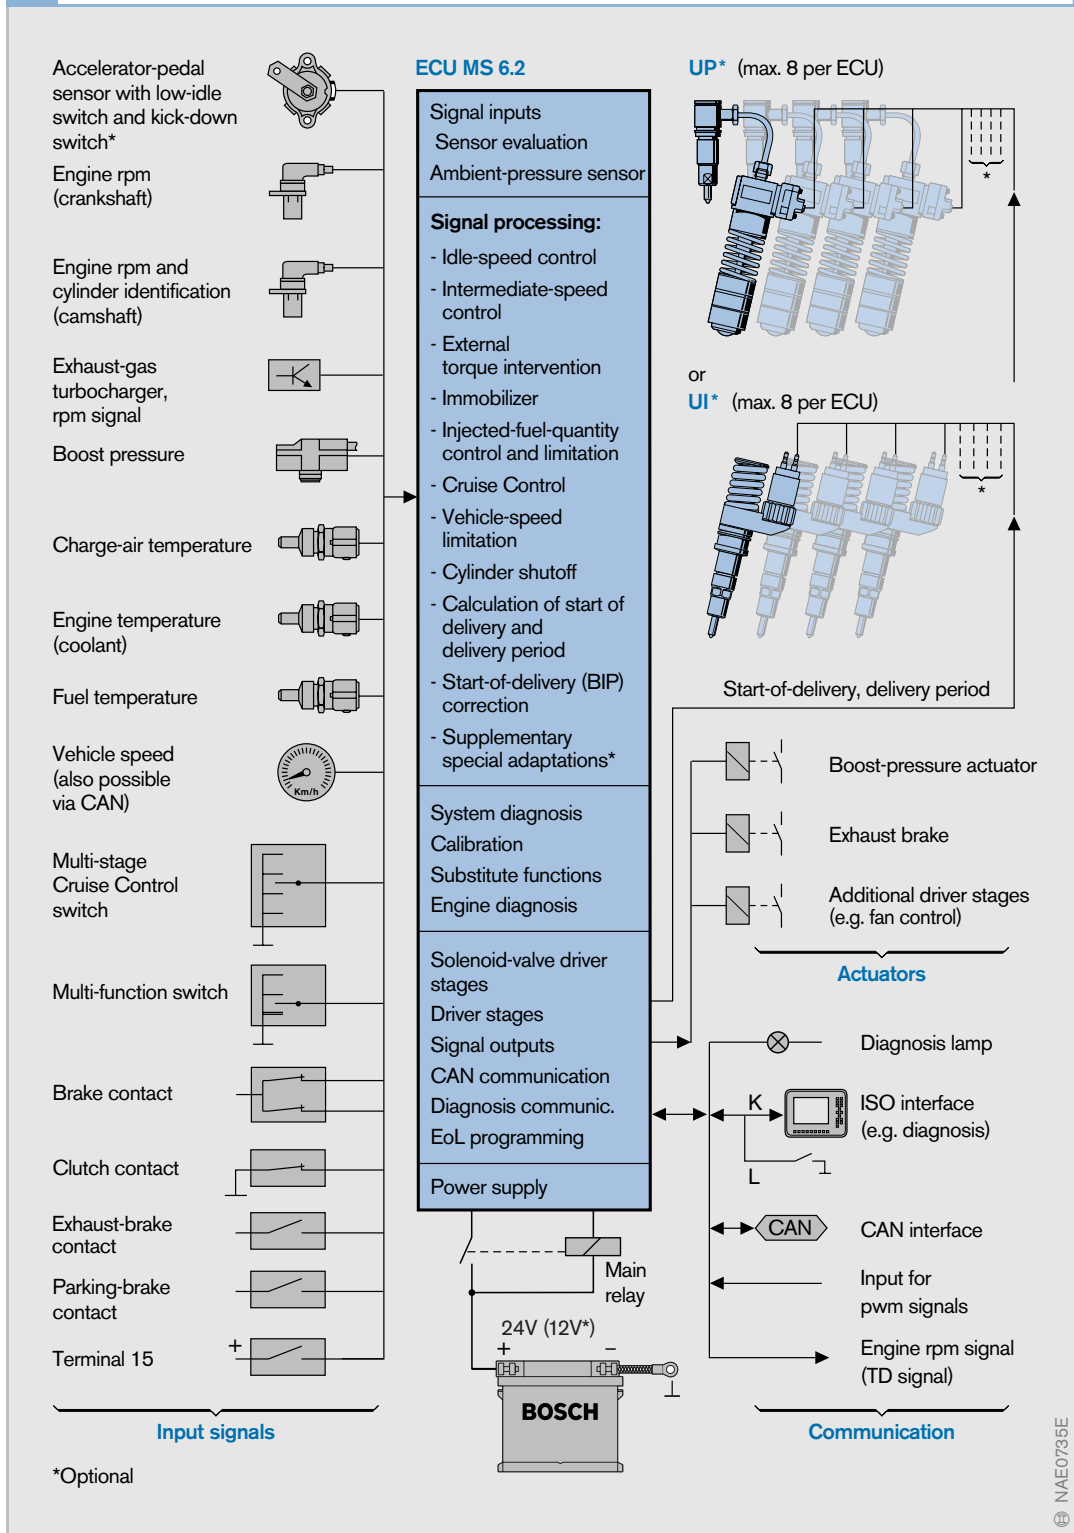 Accelerator-pedal
sensor with low-idle
switch and kick-down
switch*
Engine rpm
(crankshaft)
Engine rpm and
cylinder identification
(camshaft)
Exhaust-gas
turbocharger,
rpm signal
Boost pressure
Charge-air temperature
Engine temperature
(coolant)
Fuel temperature
Vehicle speed
(also possible
via CAN)
Km/h
Multi-stage
Cruise Control
switch
Multi-function switch
Brake contact
Clutch contact
Exhaust-brake
contact
Parking-brake
contact
Terminal 15
+
Input signals
*Optional
ECU MS 6.2
Signal inputs
Sensor evaluation
Ambient-pressure sensor
Signal processing:
- Idle-speed control
- Intermediate-speed
control
- External
torque intervention
- Immobilizer
- Injected-fuel-quantity
control and limitation
- Cruise Control
- Vehicle-speed
limitation
- Cylinder shutoff
- Calculation of start of
delivery and
delivery period
- Start-of-delivery (BIP)
correction
- Supplementary
special adaptations*
System diagnosis
Calibration
Substitute functions
Engine diagnosis
Solenoid-valve driver
stages
Driver stages
Signal outputs
CAN communication
Diagnosis communic.
EoL programming
Power supply
Main
relay
24V (12V*)
+ −
BOSCH
UP* (max. 8 per ECU)
*
or
UI* (max. 8 per ECU)
*
Start-of-delivery, delivery period
Boost-pressure actuator
Exhaust brake
Additional driver stages
(e.g. fan control)
Actuators
Diagnosis lamp
K
ISO interface
(e.g. diagnosis)
L
CAN
CAN interface
Input for
pwm signals
Engine rpm signal
(TD signal)
Communication
NAE0735E